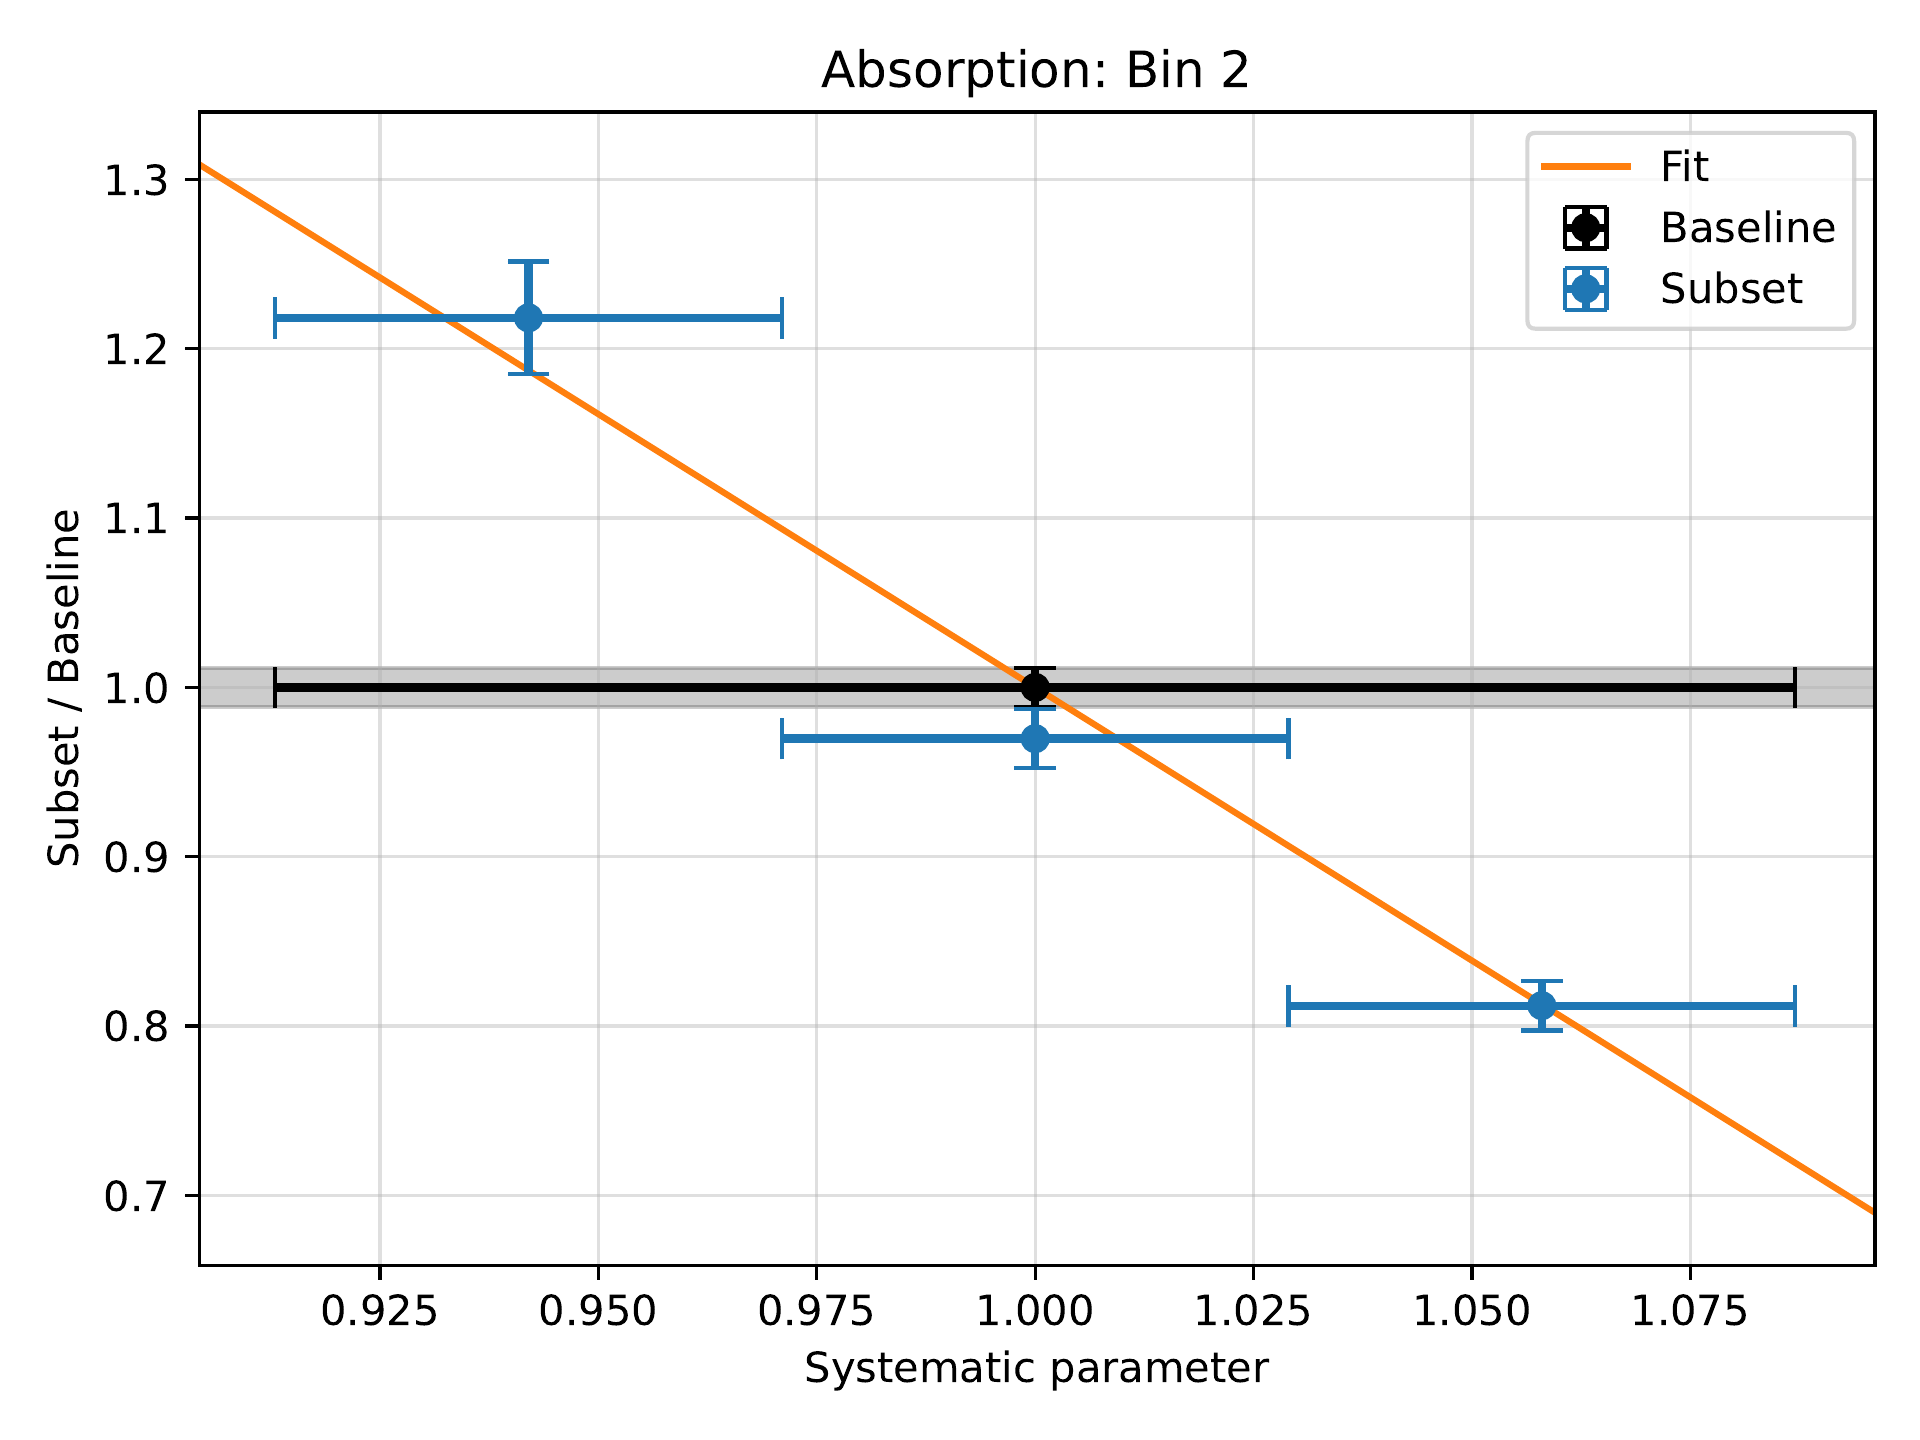 Absorption: Bin 2
Fit
Baseline
Subset
Subset / Baseline
1.3
1.2
1.1
1.0
0.9
0.8
0.7
0.925 0.950 0.975 1.000 1.025 1.050 1.075
Systematic parameter